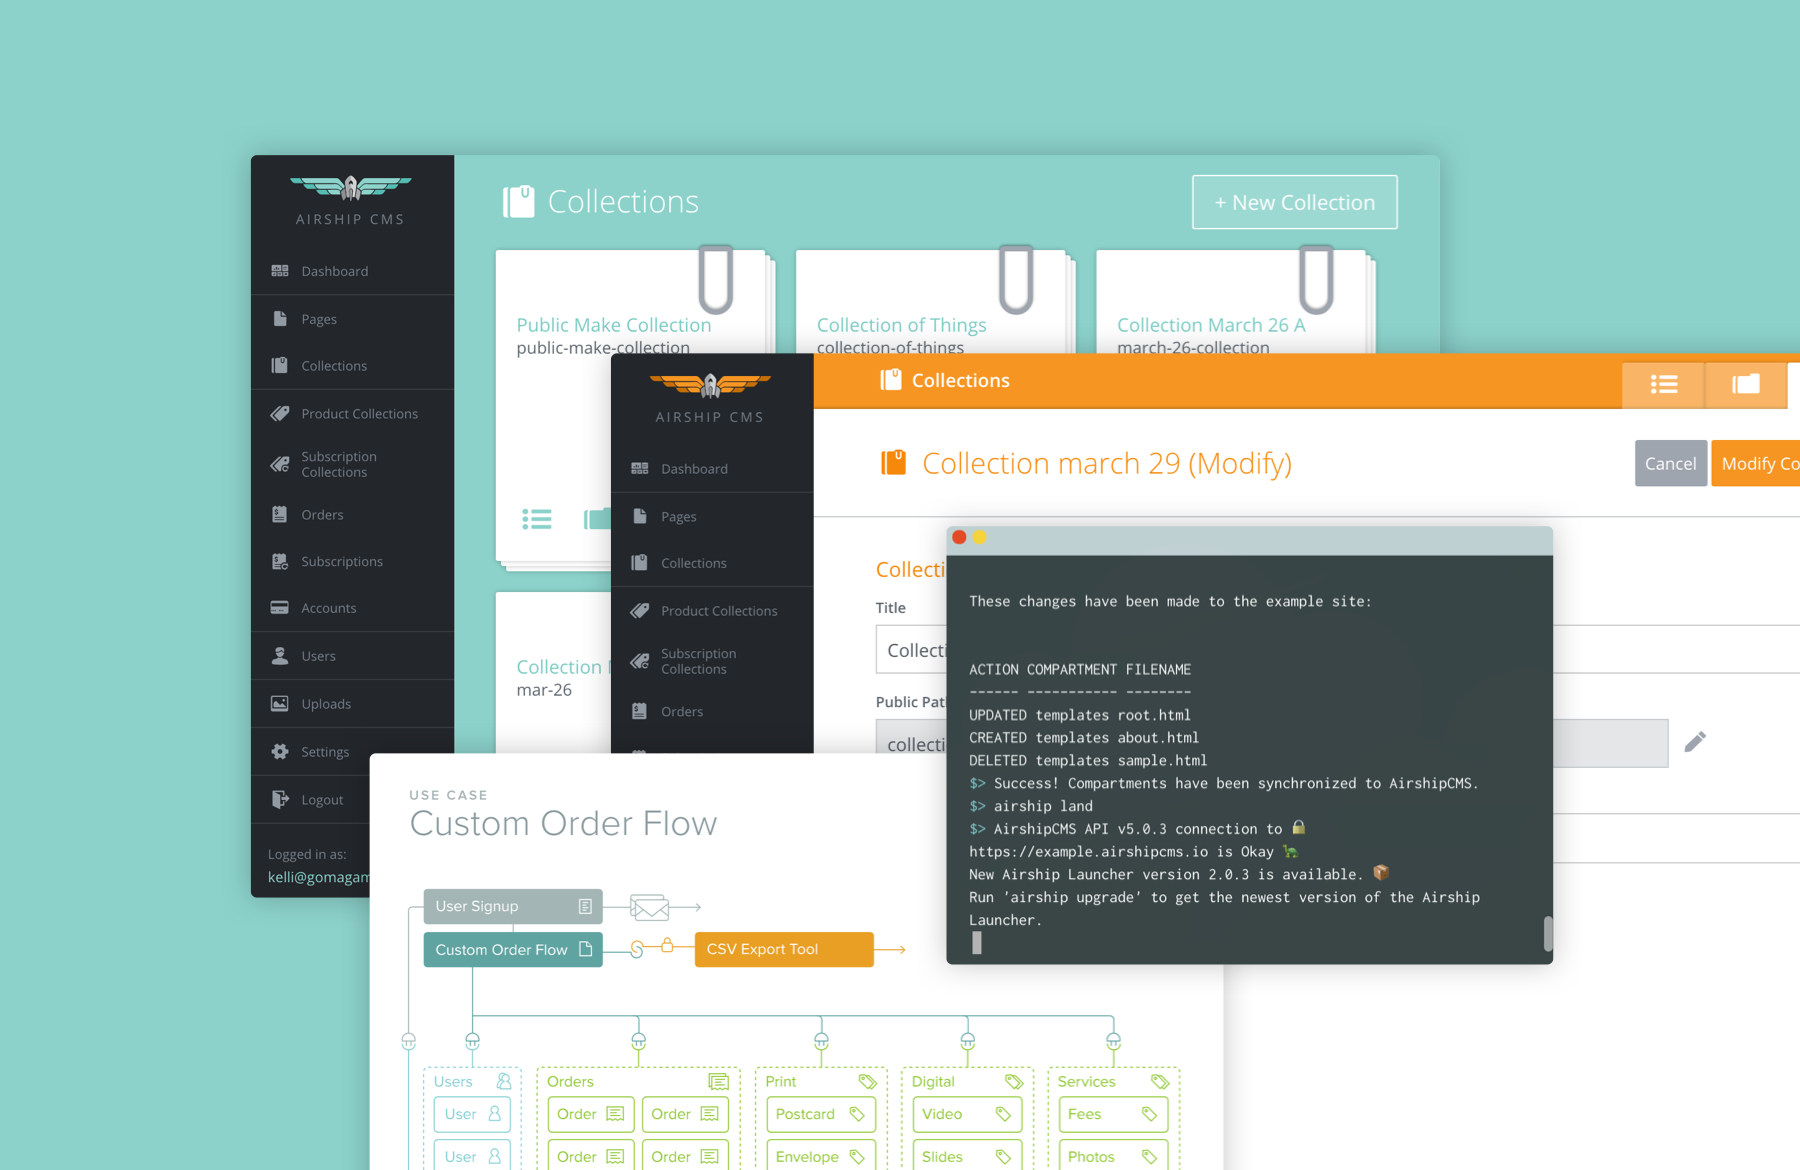 AIRSHIP CMS
Dashboard
Pages
Collections
Product Collections
Subscription
Collections
Orders
Subscriptions
Accounts
Users
Uploads
Settings
Logout
Logged in as:
kelli@gomagam
Collections
+ New Collection
Public Make Collection
public-make-collection
Collection of Things
collection-of-things
Collection March 26 A
march-26-collection
Collection
mar-26
AIRSHIP CMS
Dashboard
Pages
Collections
Product Collections
Subscription
Collections
Orders
Collections
Collection march 29 (Modify)
Cancel
Modify Co
Collecti
Title
Collecti
Public Pat
collecti
These changes have been made to the example site:
ACTION COMPARTMENT FILENAME
------ ----------- --------
UPDATED templates root.html
CREATED templates about.html
DELETED templates sample.html
$> Success! Compartments have been synchronized to AirshipCMS.
$> airship land
$> AirshipCMS API v5.0.3 connection to 🔒
https://example.airshipcms.io is Okay 🐢
New Airship Launcher version 2.0.3 is available. 📦
Run 'airship upgrade' to get the newest version of the Airship
Launcher.
USE CASE
Custom Order Flow
User Signup
Custom Order Flow
CSV Export Tool
Users
User
User
Orders
Order Order
Order Order
Print
Postcard
Envelope
Digital
Video
Slides
Services
Fees
Photos